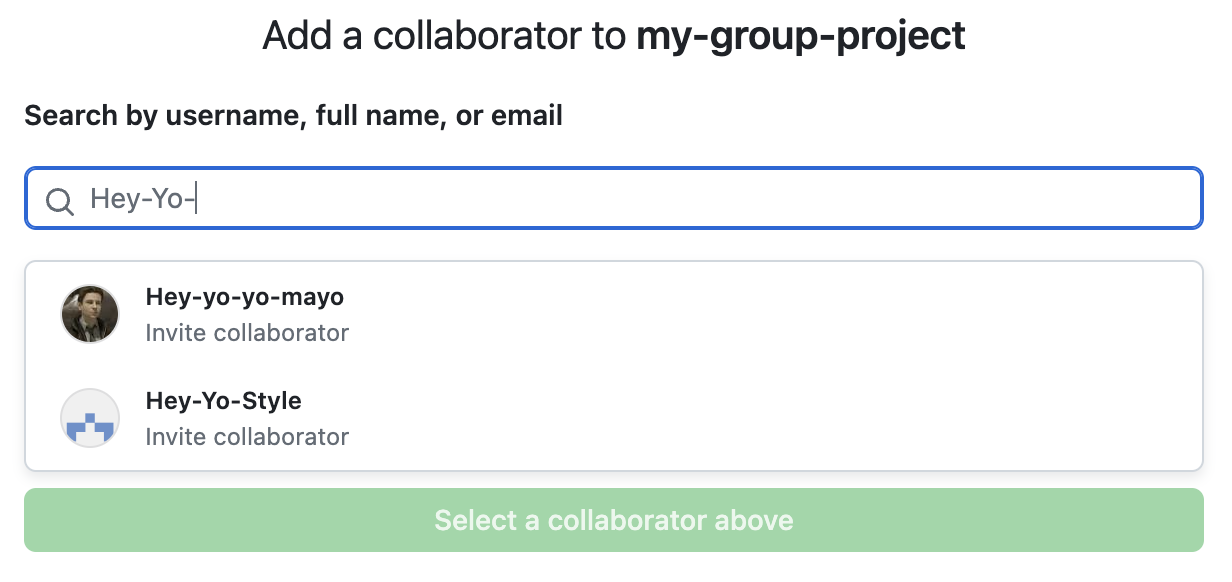 Add a collaborator to my-group-project
Search by username, full name, or email
Hey-Yo-
Hey-yo-yo-mayo
Invite collaborator
Hey-Yo-Style
Invite collaborator
Select a collaborator above